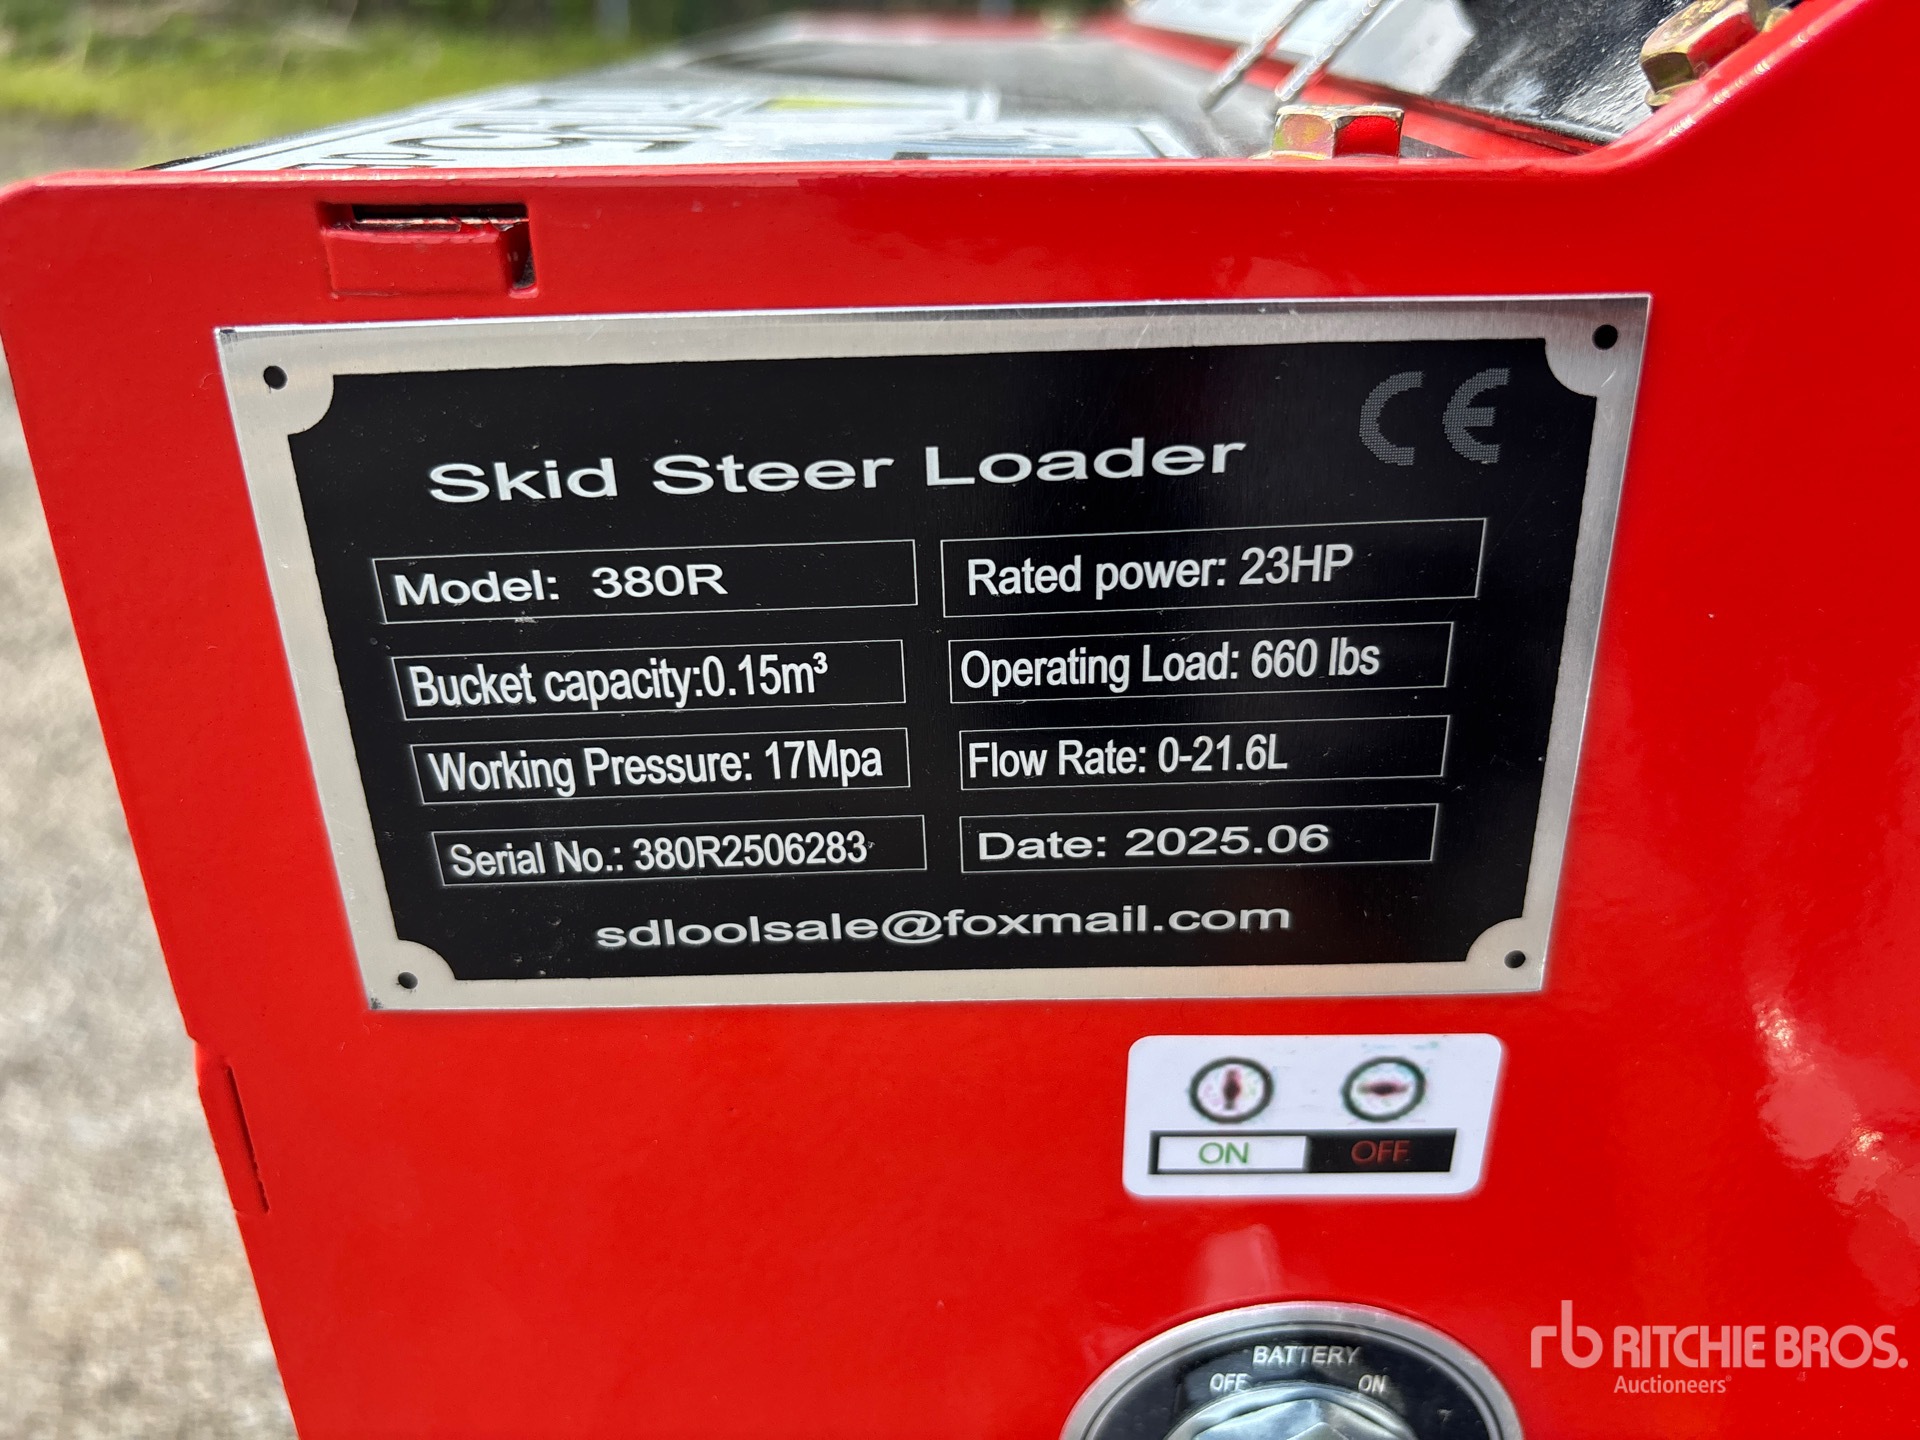 CE
Skid Steer Loader
Model: 380R
Rated power: 23HP
Bucket capacity:0.15m³
Operating Load: 660 lbs
Working Pressure: 17Mpa
Flow Rate: 0-21.6L
Serial No.: 380R2506283
Date: 2025.06
sdloolsale@foxmail.com
ON OFF
BATTERY
OFF ON
rb RITCHIE BROS.
Auctioneers